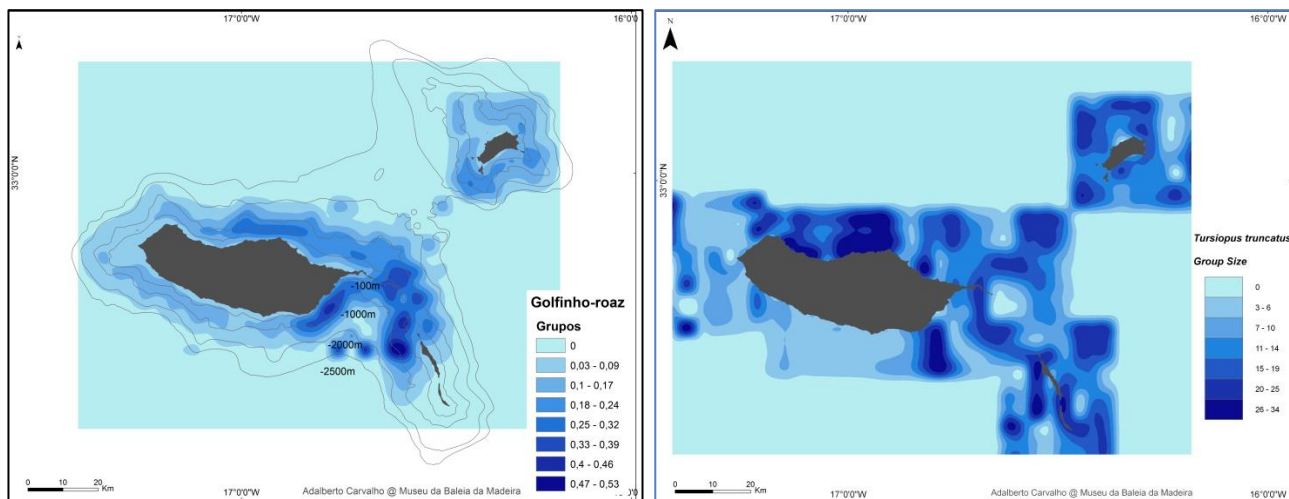 17°0'0"W
16°0'0
N
33°0'0"N
-100m
-1000m
-2000m
-2500m
Golfinho-roaz
Grupos
0
0,03 - 0,09
0,1 - 0,17
0,18 - 0,24
0,25 - 0,32
0,33 - 0,39
0,4 - 0,46
0,47 - 0,53
0 10 20 Km
17°0'0"W
Adalberto Carvalho @ Museu da Baleia da Madeira
17°0'0"W
16°0'0"W
N
33°0'0"N
Tursiopus truncatus
Group Size
0
3 - 6
7 - 10
11 - 14
15 - 19
20 - 25
26 - 34
0 10 20 Km
17°0'0"W
Adalberto Carvalho @ Museu da Baleia da Madeira
16°0'0"W